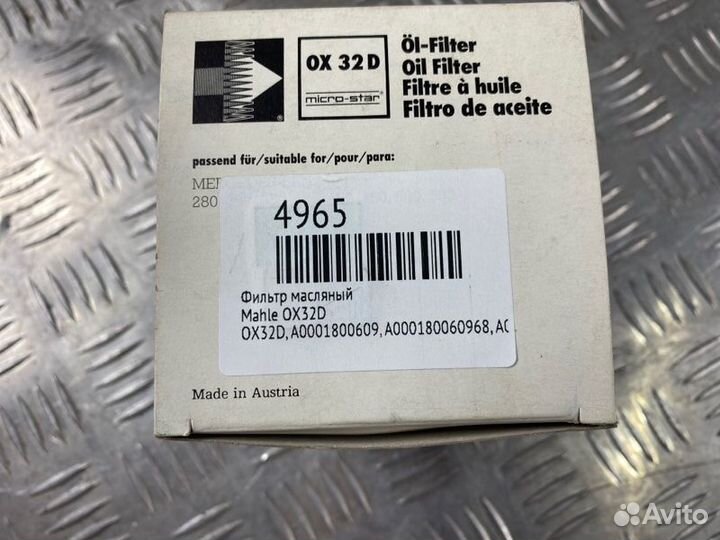 OX 32 D
micro-star
Öl-Filter
Oil Filter
Filtre à huile
Filtro de aceite
passend für/suitable for/pour/para:
280
4965
Фильтр масляный
Mahle OX32D
OX32D, A0001800609, A000180060968, AC
Made in Austria
Avito